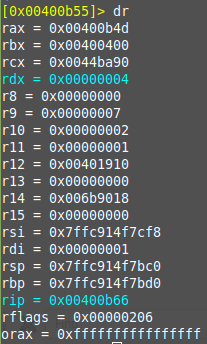 [0x00400b55]> dr
rax = 0x00400b4d
rbx = 0x00400400
rcx = 0x0044ba90
rdx = 0x00000004
r8 = 0x00000000
r9 = 0x00000007
r10 = 0x00000002
r11 = 0x00000001
r12 = 0x00401910
r13 = 0x00000000
r14 = 0x006b9018
r15 = 0x00000000
rsi = 0x7ffc914f7cf8
rdi = 0x00000001
rsp = 0x7ffc914f7bc0
rbp = 0x7ffc914f7bd0
rip = 0x00400b66
rflags = 0x00000206
orax = 0xffffffffffffffff